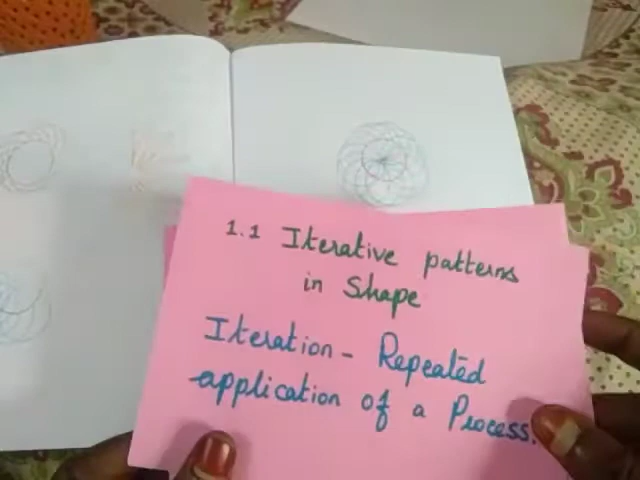 1.1 Iterative patterns
in Shape
Iteration - Repeated
application of a Process.